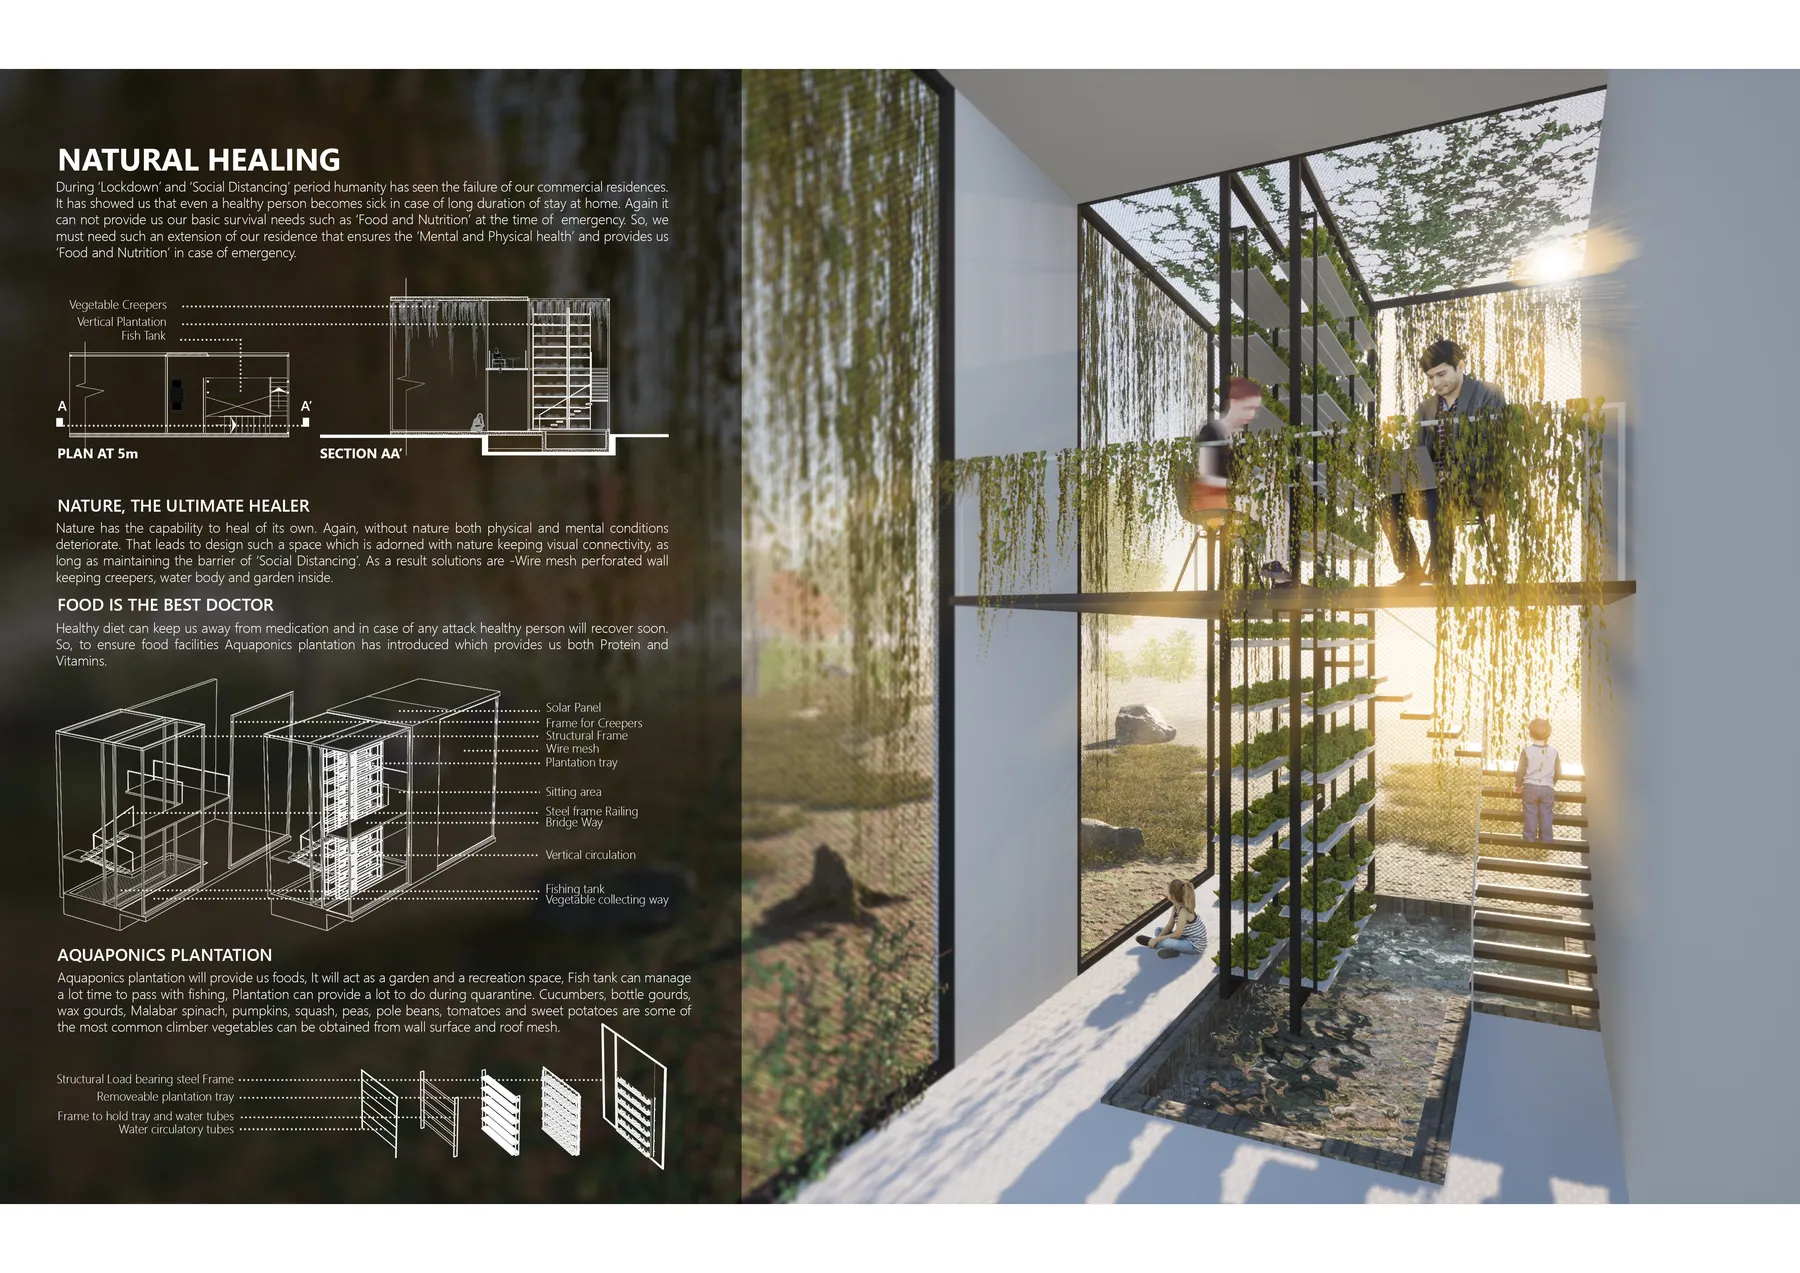 NATURAL HEALING
During ‘Lockdown’ and ‘Social Distancing’ period humanity has seen the failure of our commercial residences.
It has showed us that even a healthy person becomes sick in case of long duration of stay at home. Again it
can not provide us our basic survival needs such as ‘Food and Nutrition’ at the time of emergency. So, we
must need such an extension of our residence that ensures the ‘Mental and Physical health’ and provides us
‘Food and Nutrition’ in case of emergency.
Vegetable Creepers
Vertical Plantation
Fish Tank
A
A’
PLAN AT 5m
SECTION AA’
NATURE, THE ULTIMATE HEALER
Nature has the capability to heal of its own. Again, without nature both physical and mental conditions
deteriorate. That leads to design such a space which is adorned with nature keeping visual connectivity, as
long as maintaining the barrier of ‘Social Distancing’. As a result solutions are -Wire mesh perforated wall
keeping creepers, water body and garden inside.
FOOD IS THE BEST DOCTOR
Healthy diet can keep us away from medication and in case of any attack healthy person will recover soon.
So, to ensure food facilities Aquaponics plantation has introduced which provides us both Protein and
Vitamins.
Solar Panel
Frame for Creepers
Structural Frame
Wire mesh
Plantation tray
Sitting area
Steel frame Railing
Bridge Way
Vertical circulation
Fishing tank
Vegetable collecting way
AQUAPONICS PLANTATION
Aquaponics plantation will provide us foods, It will act as a garden and a recreation space, Fish tank can manage
a lot time to pass with fishing, Plantation can provide a lot to do during quarantine. Cucumbers, bottle gourds,
wax gourds, Malabar spinach, pumpkins, squash, peas, pole beans, tomatoes and sweet potatoes are some of
the most common climber vegetables can be obtained from wall surface and roof mesh.
Structural Load bearing steel Frame
Removeable plantation tray
Frame to hold tray and water tubes
Water circulatory tubes